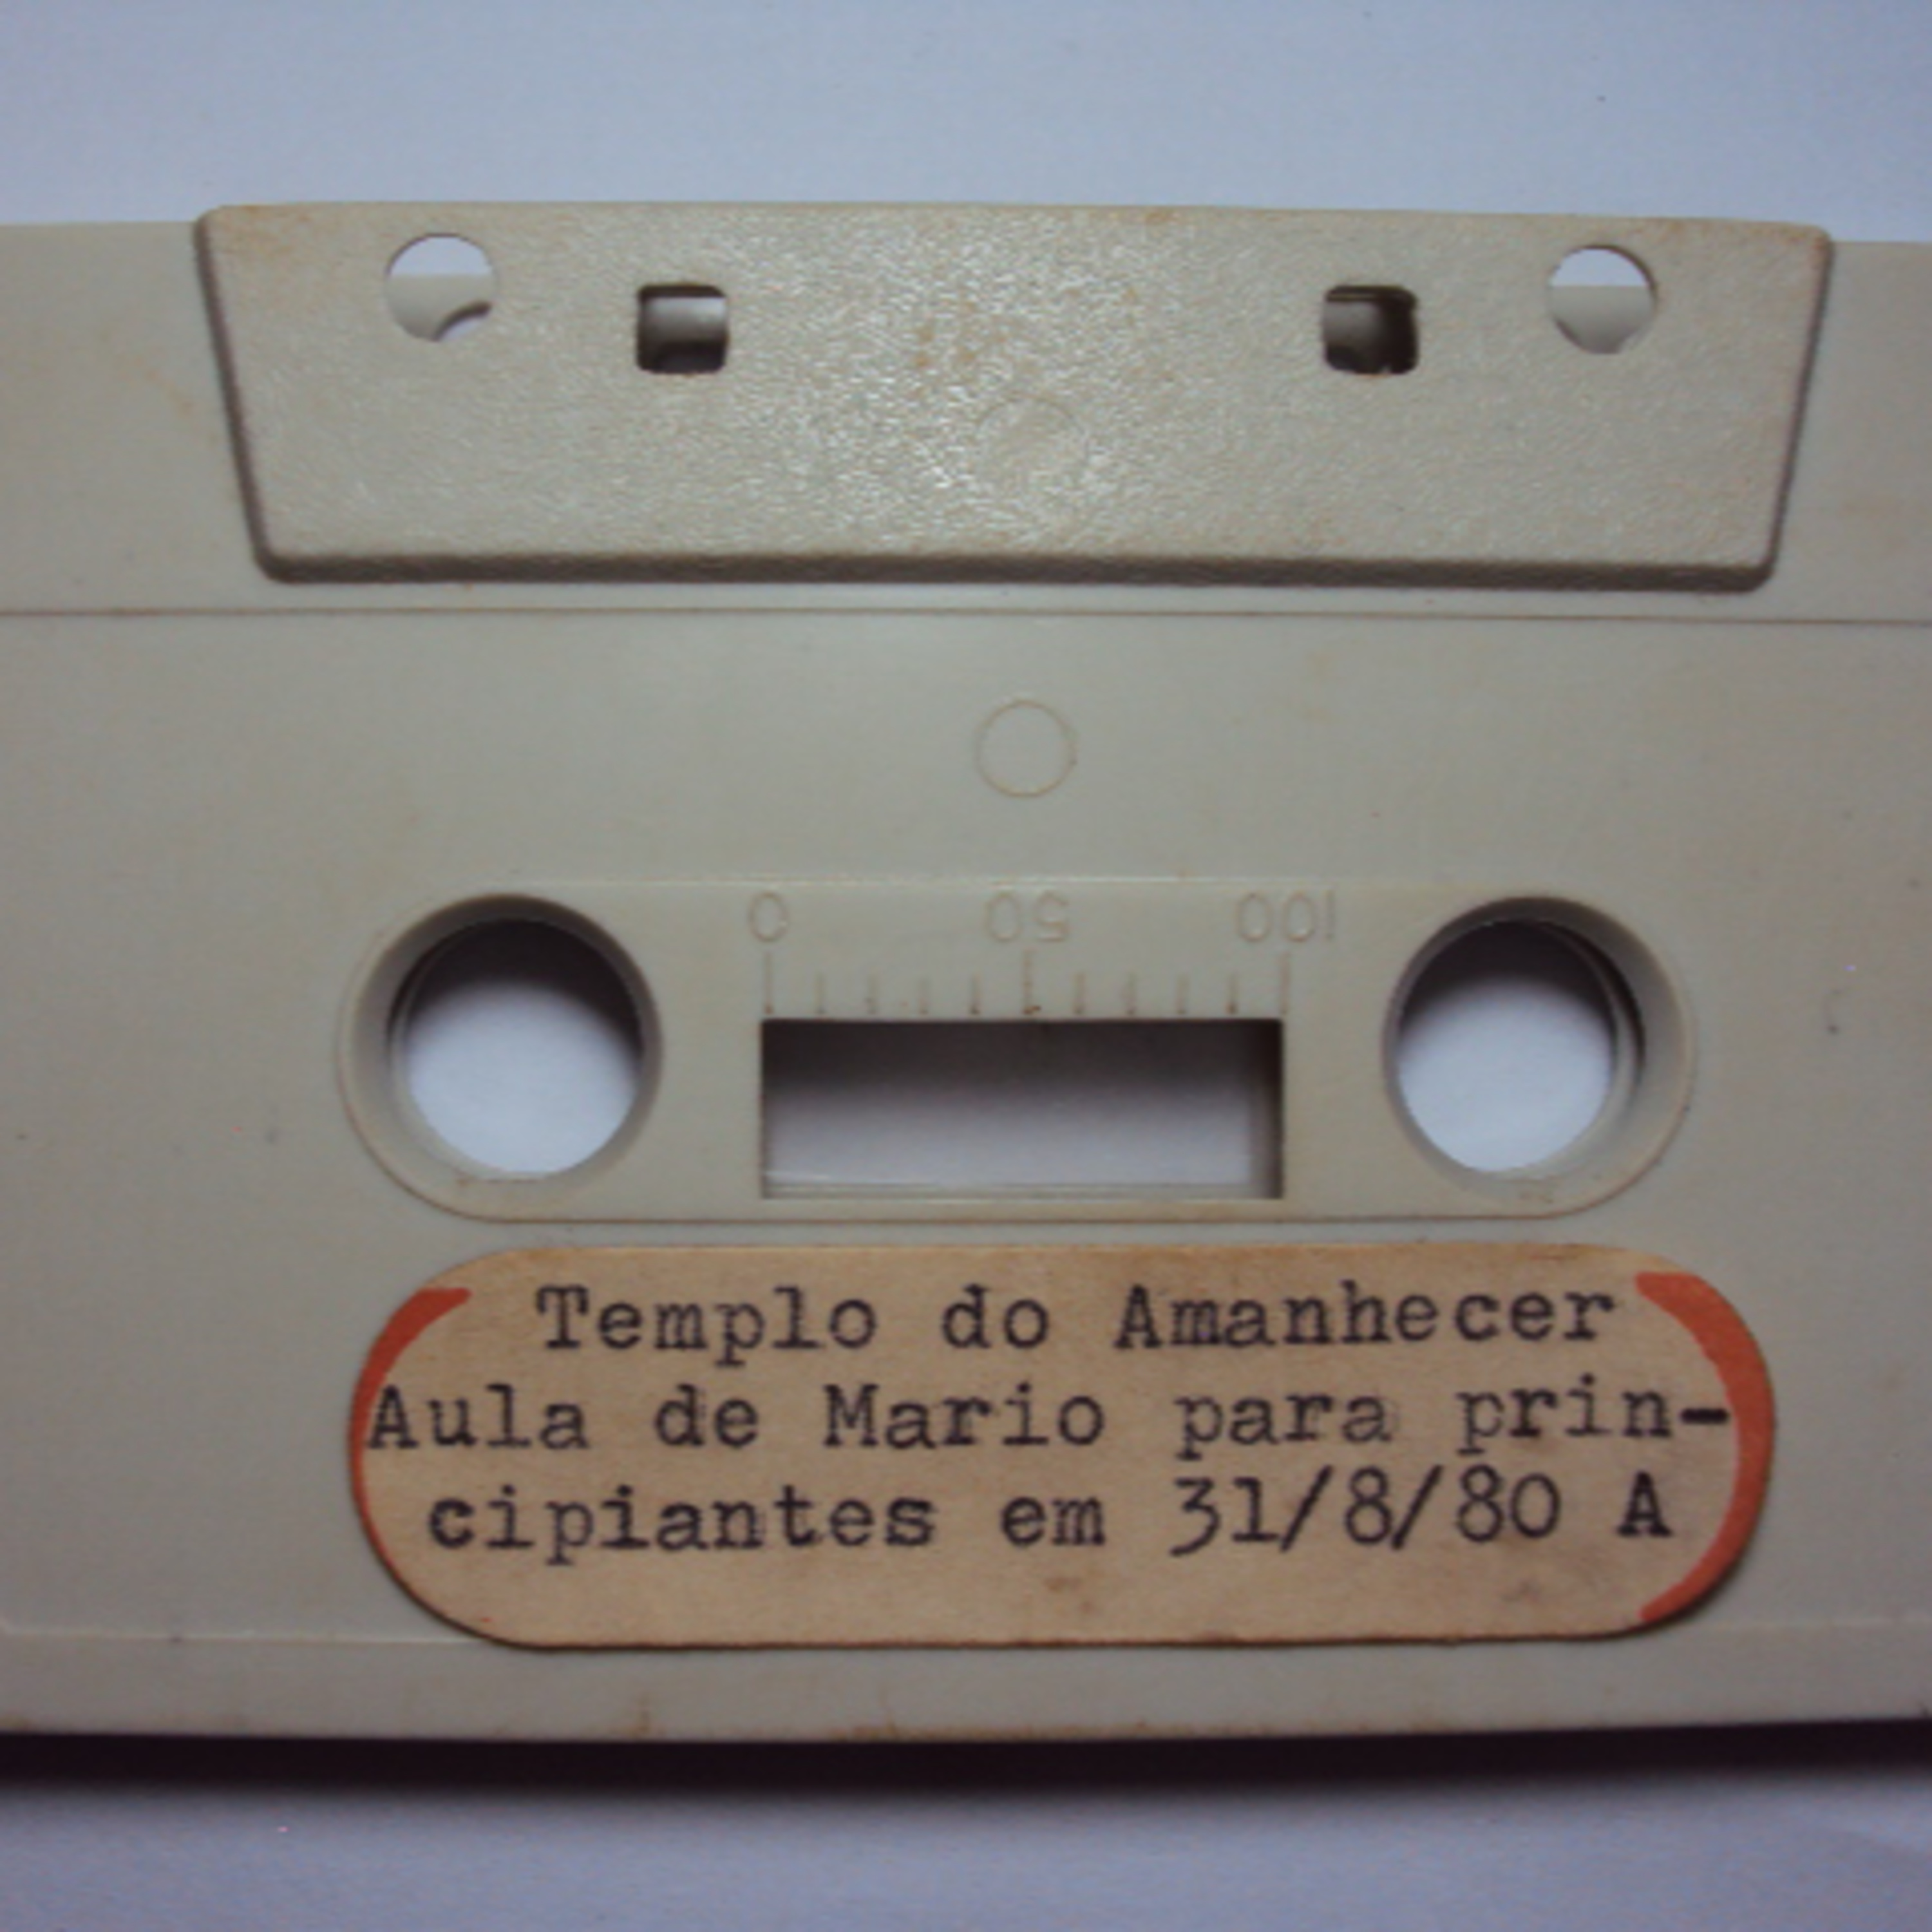 0 50 100
Templo do Amanhecer
Aula de Mario para prin-
cipiantes em 31/8/80 A